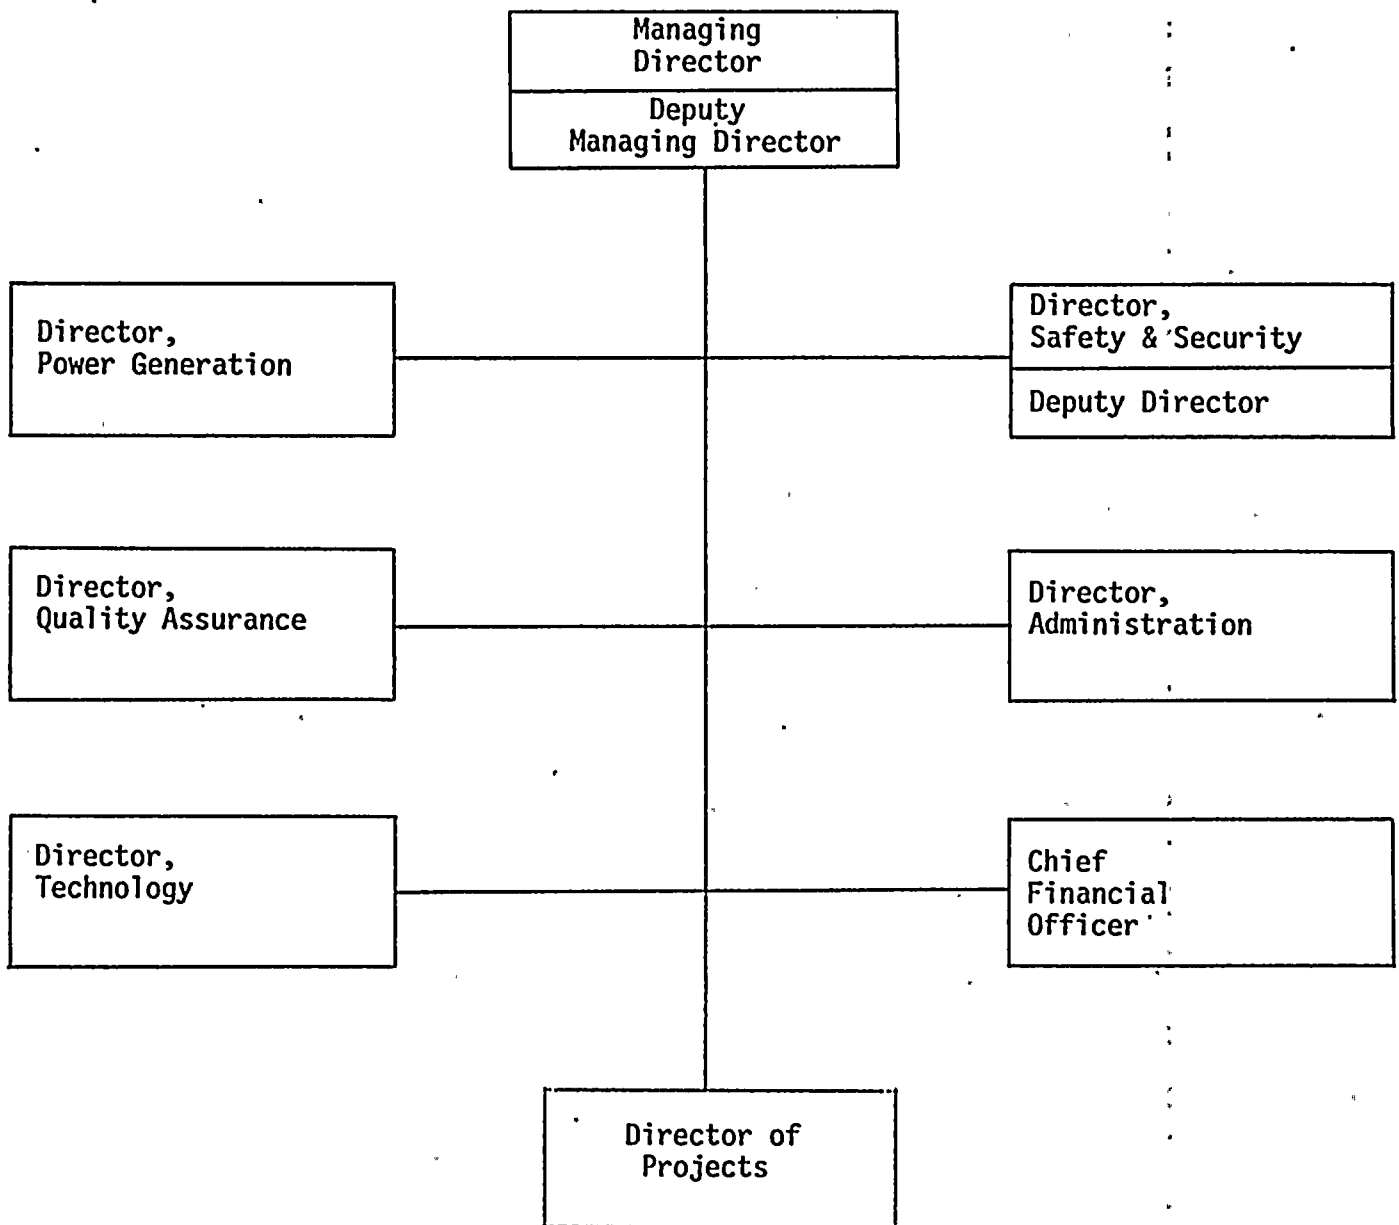 Managing
Director
Deputy
Managing Director
Director,
Power Generation
Director,
Safety & Security
Deputy Director
Director,
Quality Assurance
Director,
Administration
Director,
Technology
Chief
Financial
Officer
Director of
Projects